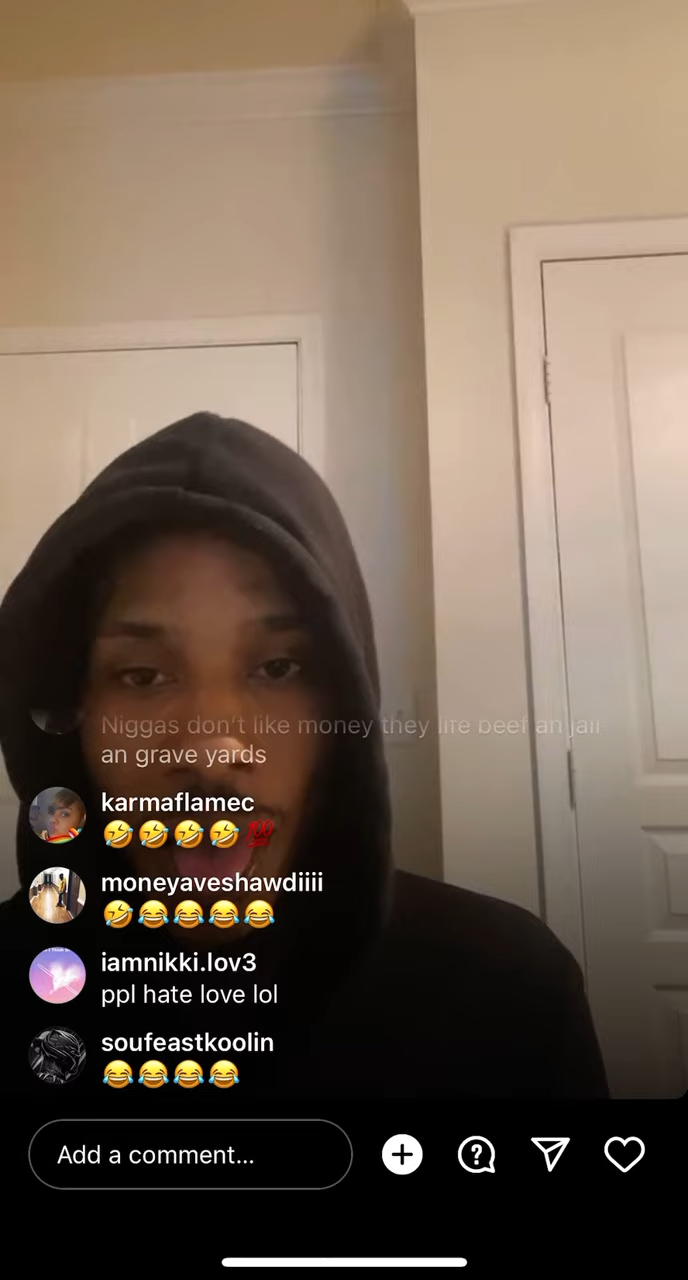 Niggas don't like money they life beef an jail
an grave yards
karmaflamec
🤣🤣🤣🤣💯
moneyaveshawdiiii
🤣😂😂😂😂
iamnikki.lov3
ppl hate love lol
soufeastkoolin
😂😂😂😂
Add a comment...